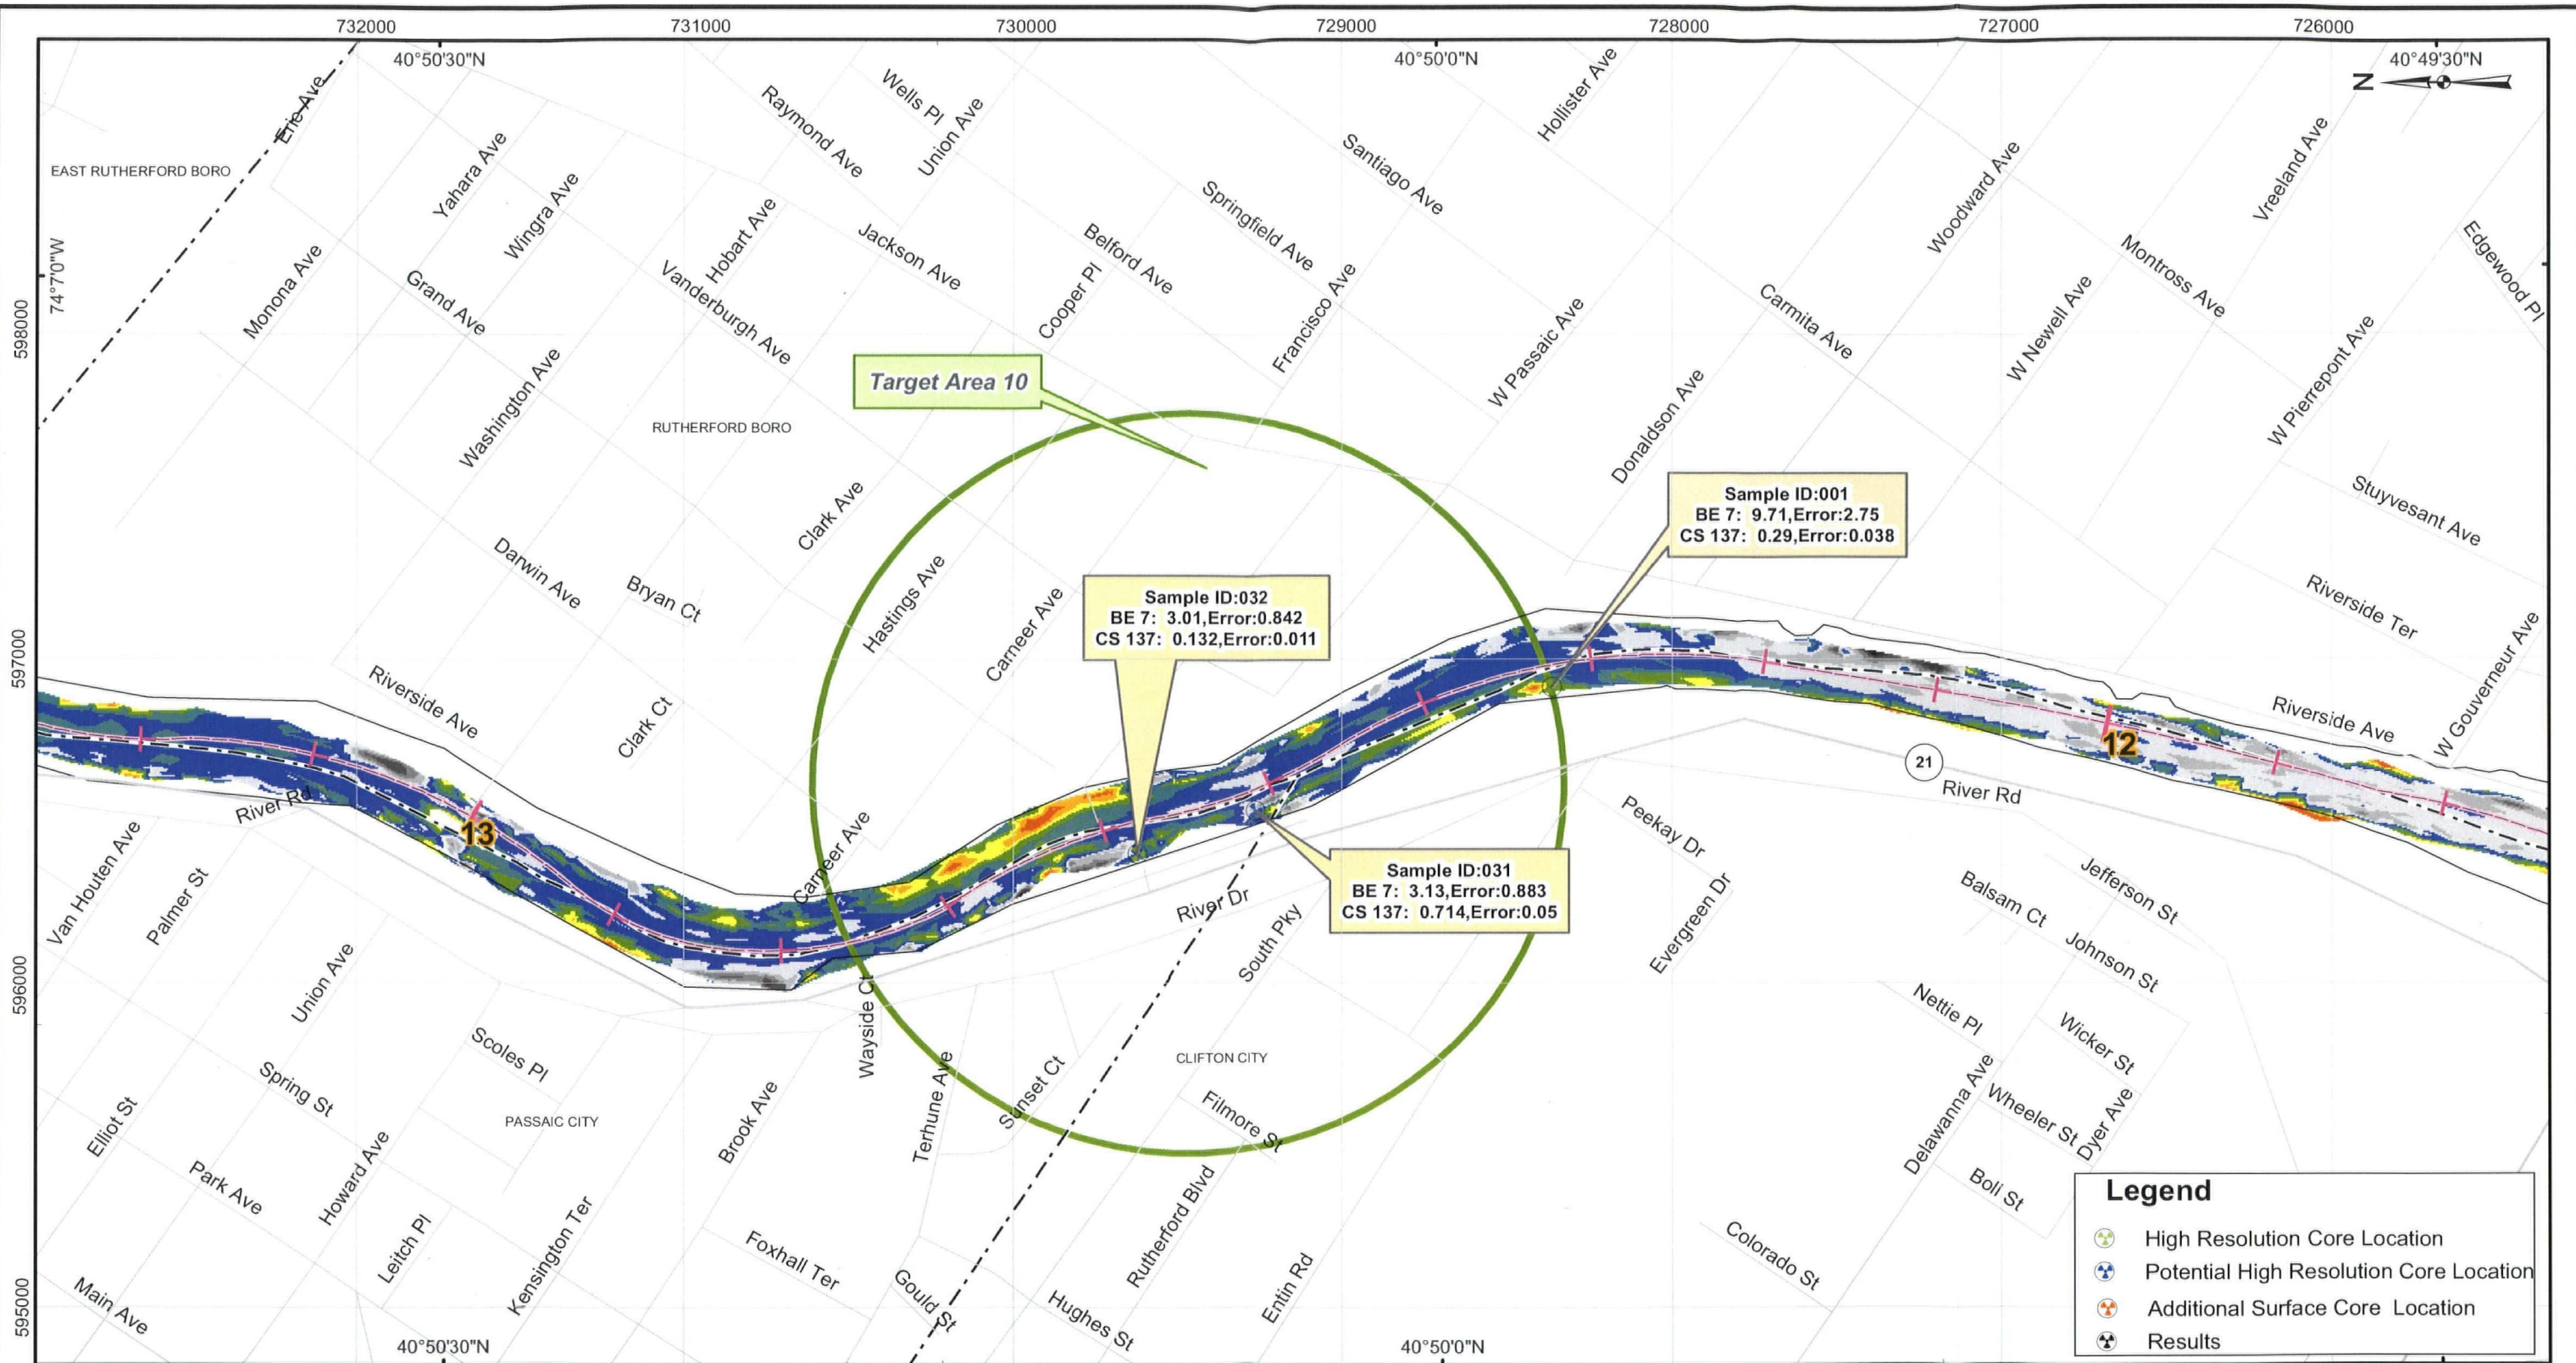 732000
731000
730000
729000
728000
727000
726000
40°50'30"N
40°50'0"N
40°49'30"N
N
Erie Ave
EAST RUTHERFORD BORO
Yahara Ave
Wingra Ave
Monona Ave
74°7'0"W
598000
Grand Ave
Washington Ave
Hobart Ave
Vanderburgh Ave
Raymond Ave
Wells Pl
Union Ave
Jackson Ave
Cooper Pl
Belford Ave
Springfield Ave
Santiago Ave
Hollister Ave
Francisco Ave
W Passaic Ave
Donaldson Ave
Carmita Ave
Woodward Ave
W Newell Ave
Montross Ave
Vreeland Ave
W Pierrepont Ave
Edgewood Pl
Stuyvesant Ave
Riverside Ter
W Gouverneur Ave
Riverside Ave
Target Area 10
RUTHERFORD BORO
Clark Ave
Hastings Ave
Carneer Ave
Darwin Ave
Bryan Ct
Clark Ct
Riverside Ave
597000
Sample ID:001
BE 7: 9.71,Error:2.75
CS 137: 0.29,Error:0.038
Sample ID:032
BE 7: 3.01,Error:0.842
CS 137: 0.132,Error:0.011
Sample ID:031
BE 7: 3.13,Error:0.883
CS 137: 0.714,Error:0.05
12
13
21
River Rd
River Rd
Carneer Ave
Van Houten Ave
Palmer St
Union Ave
River Dr
South Pky
Peekay Dr
Evergreen Dr
Balsam Ct
Jefferson St
Johnson St
Nettie Pl
Wicker St
Delawanna Ave
Wheeler St
Dyer Ave
Boll St
Colorado St
596000
Wayside Ct
Terhune Ave
Sunset Ct
CLIFTON CITY
Filmore St
Scoles Pl
Spring St
PASSAIC CITY
Brook Ave
Elliot St
Howard Ave
Park Ave
Leitch Pl
Kensington Ter
Foxhall Ter
Gould St
Hughes St
Rutherford Blvd
Entin Rd
Main Ave
595000
40°50'30"N
40°50'0"N
Legend
High Resolution Core Location
Potential High Resolution Core Location
Additional Surface Core Location
Results